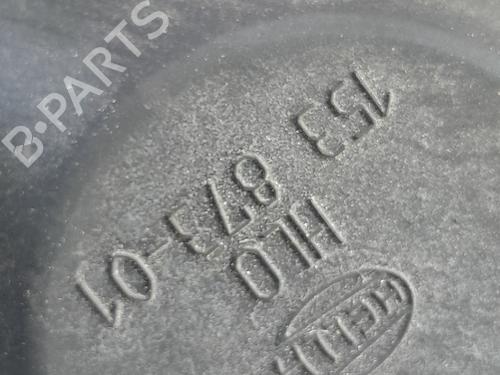 153 873-01
HLO
HELLA
B-PARTS